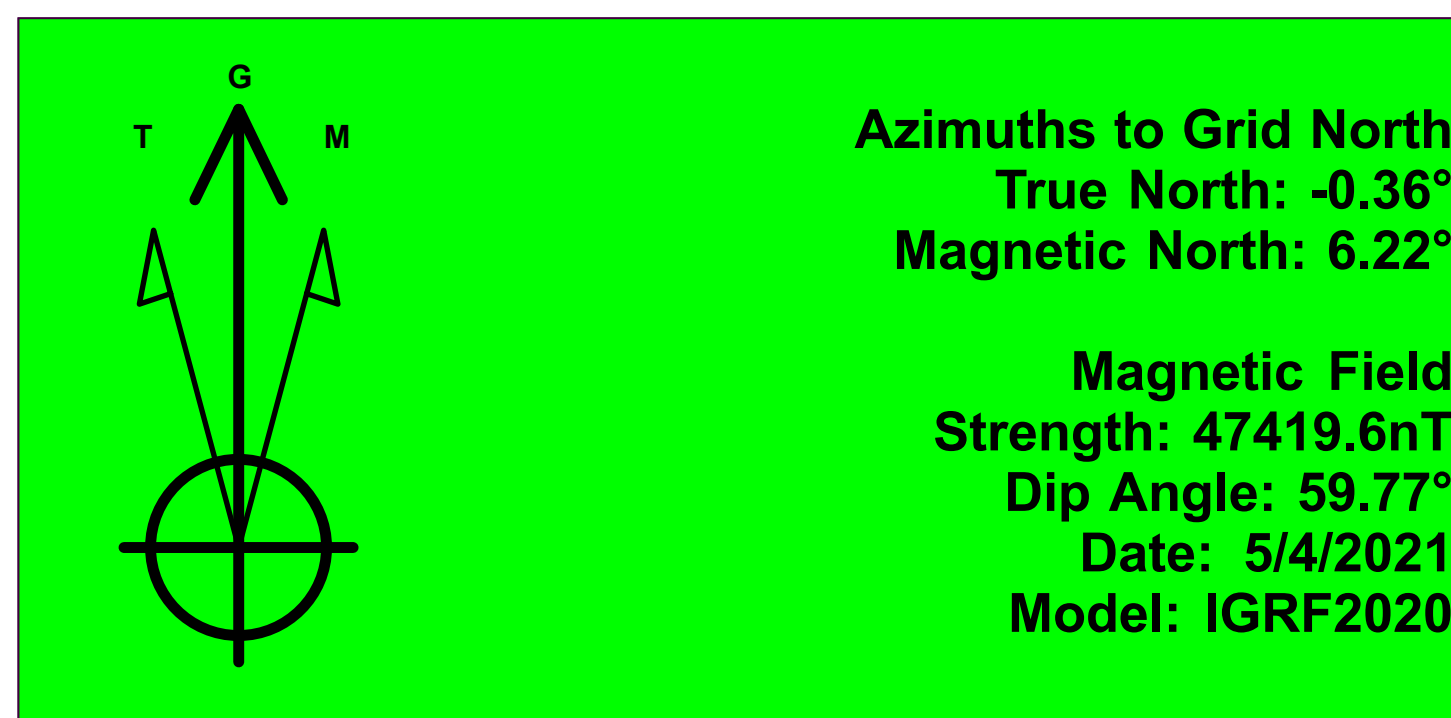 G
T M
Azimuths to Grid North
True North: -0.36°
Magnetic North: 6.22°
Magnetic Field
Strength: 47419.6nT
Dip Angle: 59.77°
Date: 5/4/2021
Model: IGRF2020